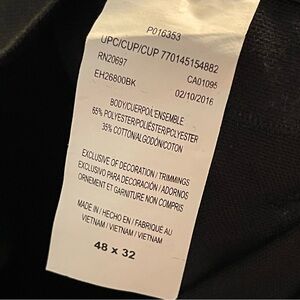 P016353
UPC/CUP/CUP 770145154882
RN20697 CA01095
EH26800BK 02/10/2016
BODY/CUERPO/L'ENSEMBLE
65% POLYESTER/POLIÉSTER/POLYESTER
35% COTTON/ALGODÓN/COTON
EXCLUSIVE OF DECORATION / TRIMMINGS
EXCLUSIVO PARA DECORACIÓN / ADORNOS
ORNEMENT ET GARNITURE NON COMPRIS
MADE IN / HECHO EN / FABRIQUE AU
VIETNAM / VIETNAM / VIETNAM
48 x 32